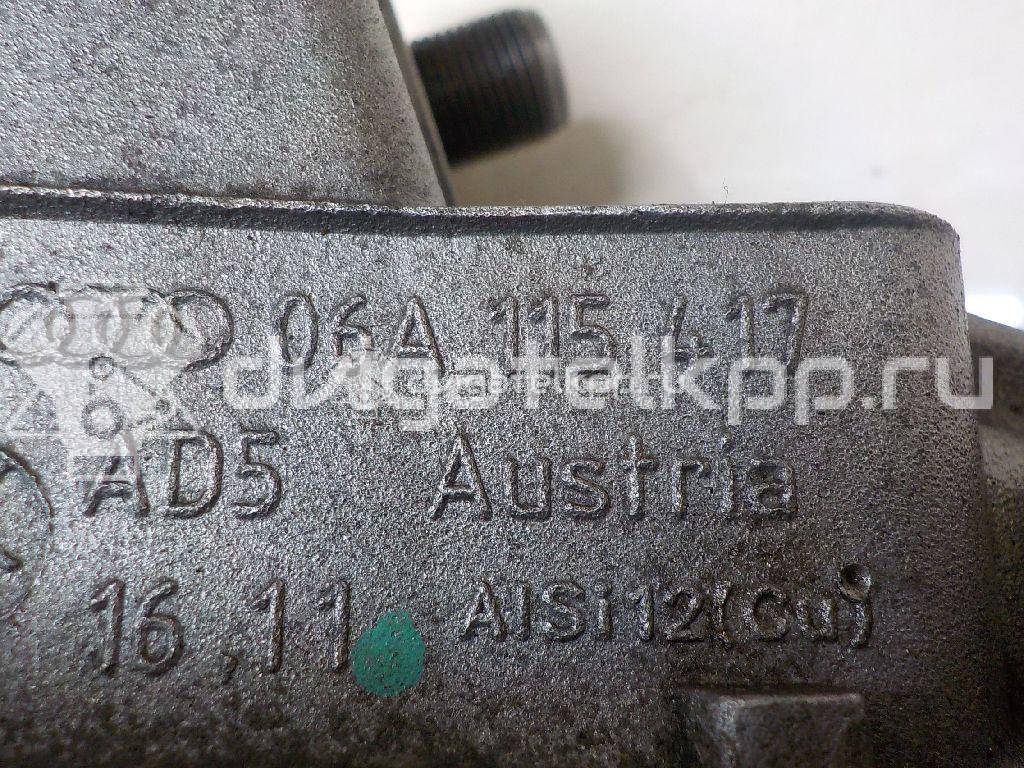 06A 115 417
dvigatelkpp.ru
AD5 Austria
16.11 AlSi12(Cu)